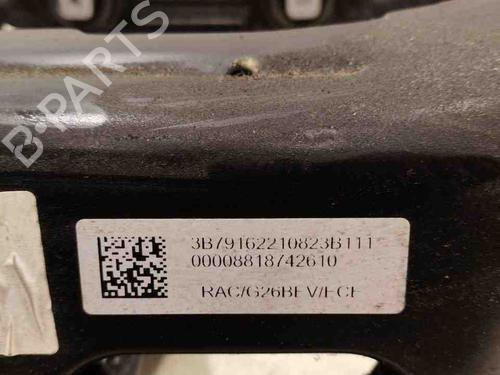 B-PARTS
3B79162210823B111
00008818742610
RAC/G26BEV/ECE